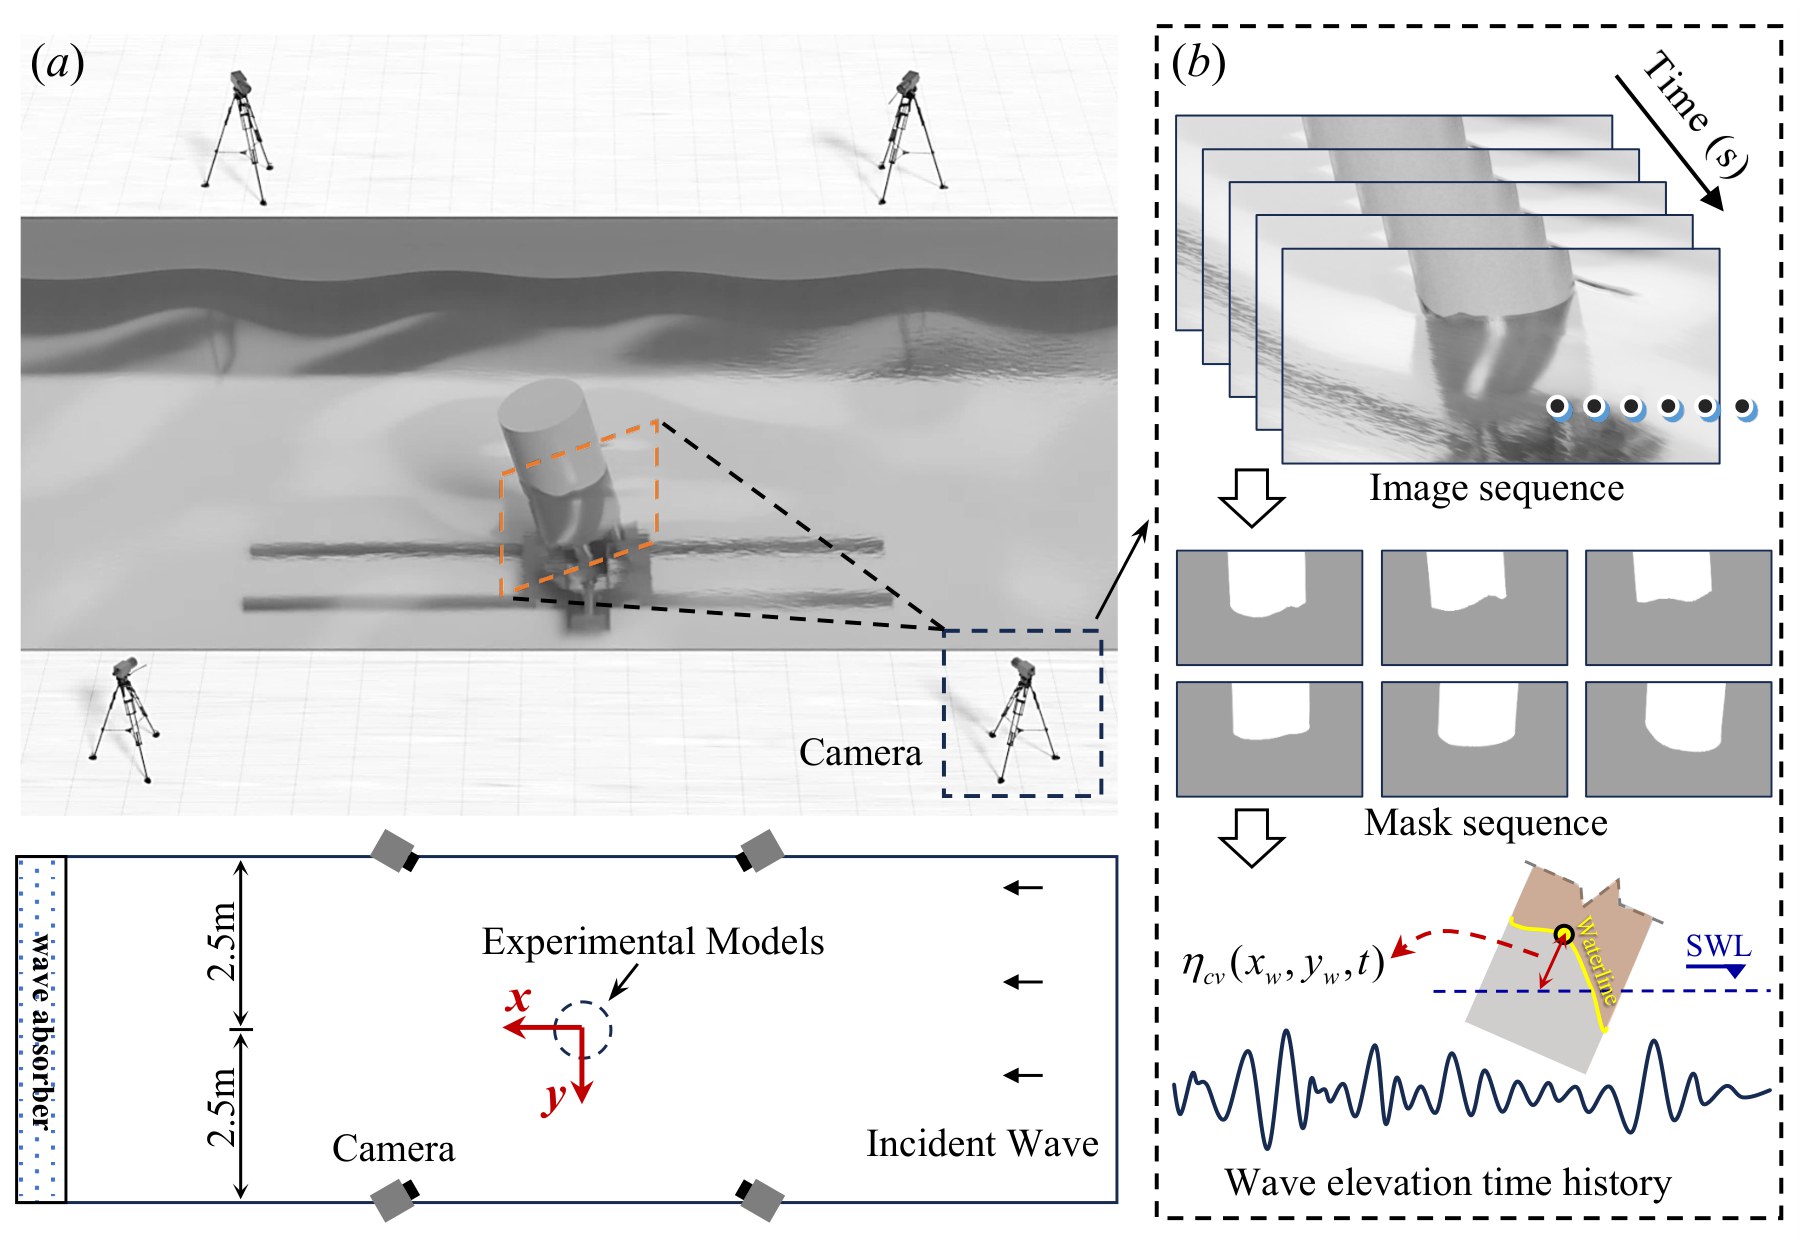 (a)
Camera
wave absorber
2.5m
2.5m
Experimental Models
x
y
Camera
Incident Wave
(b)
Time (s)
Image sequence
Mask sequence
Waterline
SWL
η_cv(x_w, y_w, t)
Wave elevation time history